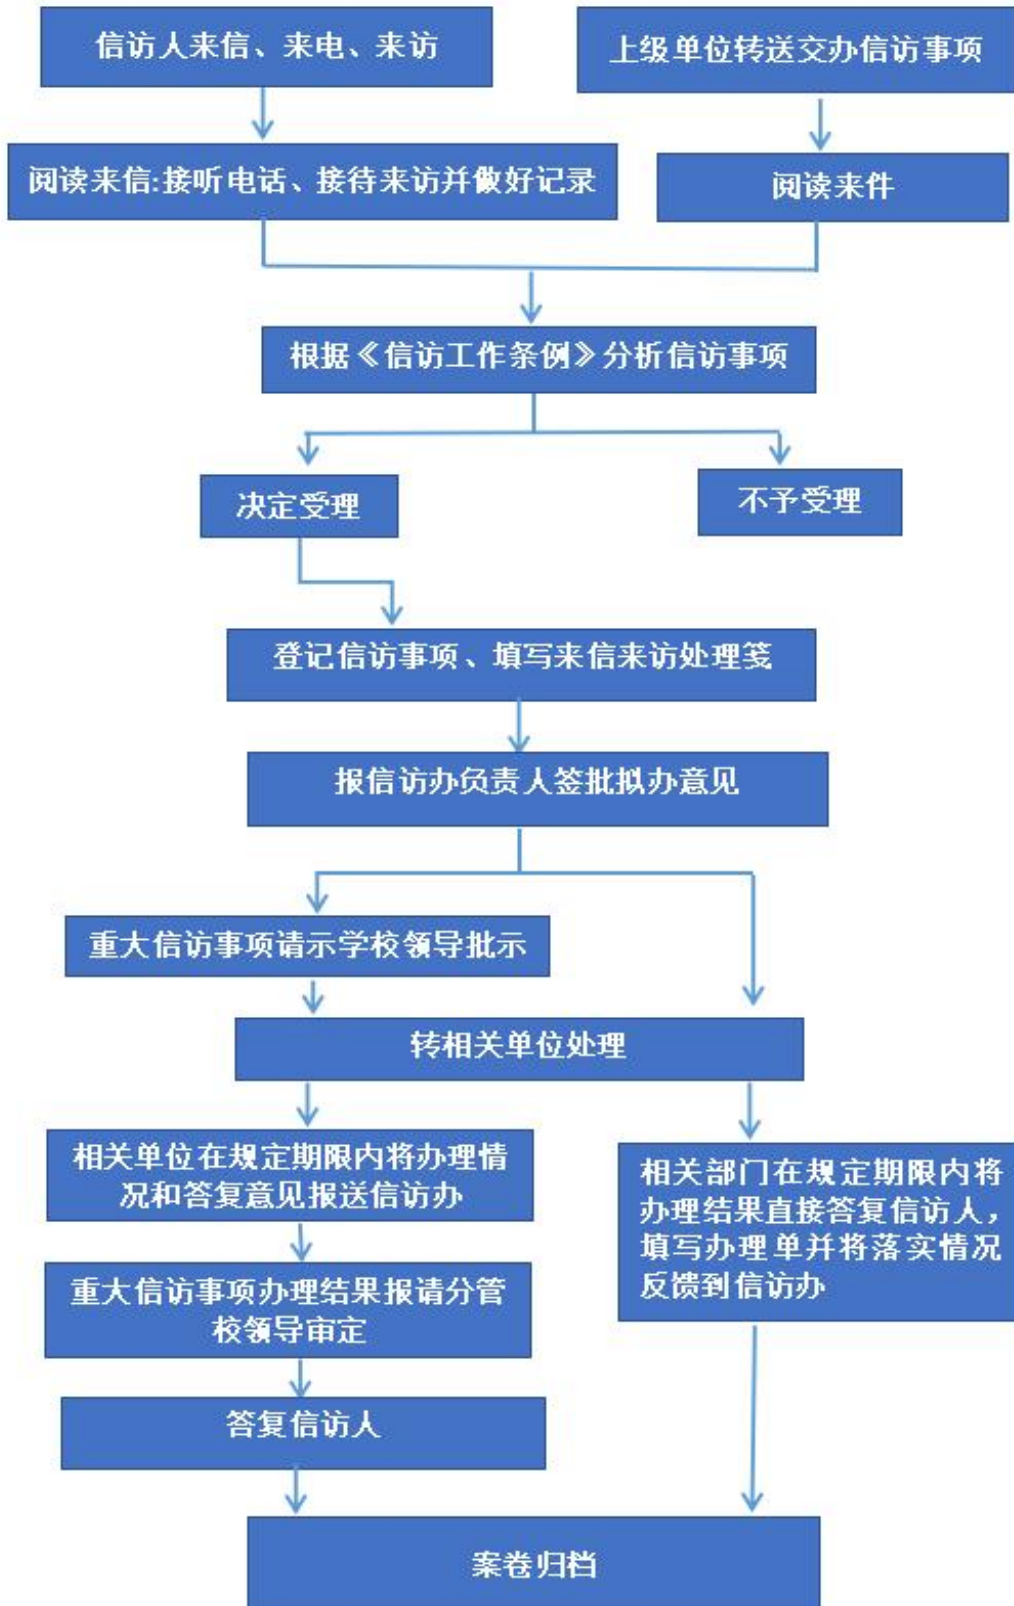 信访人来信、来电、来访
上级单位转送交办信访事项
阅读来信:接听电话、接待来访并做好记录
阅读来件
根据《信访工作条例》分析信访事项
决定受理
不予受理
登记信访事项、填写来信来访处理笺
报信访办负责人签批拟办意见
重大信访事项请示学校领导批示
转相关单位处理
相关单位在规定期限内将办理情
况和答复意见报送信访办
相关部门在规定期限内将
办理结果直接答复信访人，
填写办理单并将落实情况
反馈到信访办
重大信访事项办理结果报请分管
校领导审定
答复信访人
案卷归档